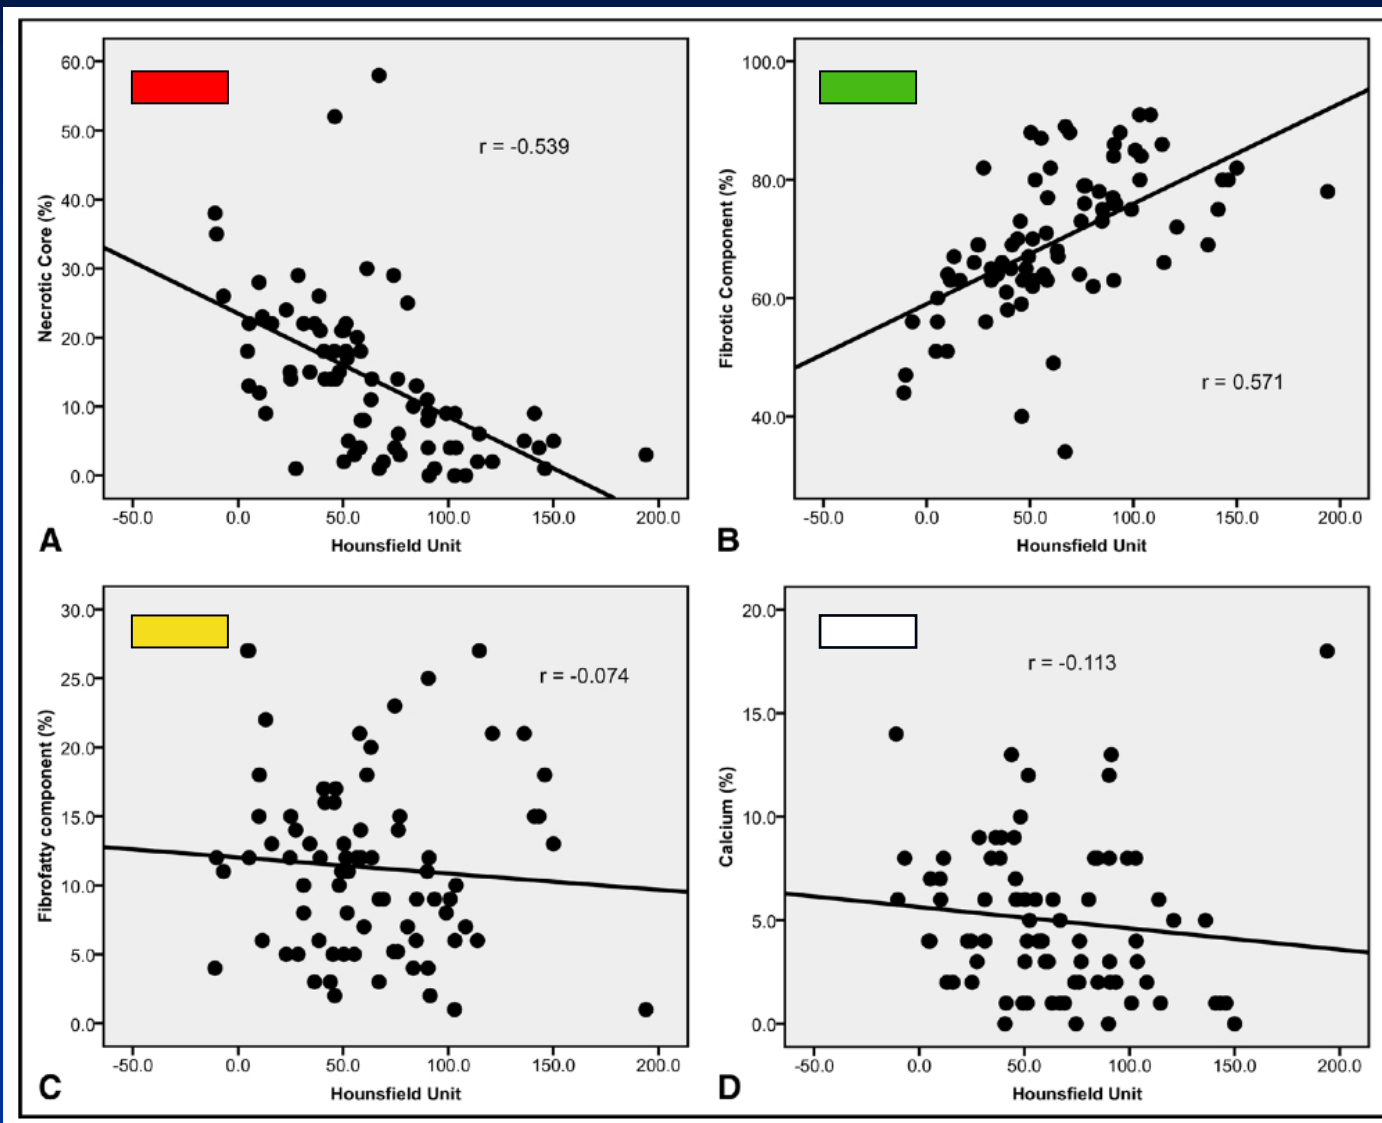 60.0
50.0
40.0
30.0
20.0
10.0
0.0
Necrotic Core (%)
r = -0.539
-50.0 0.0 50.0 100.0 150.0 200.0
Hounsfield Unit
A
100.0
80.0
60.0
40.0
Fibrotic Component (%)
r = 0.571
-50.0 0.0 50.0 100.0 150.0 200.0
Hounsfield Unit
B
30.0
25.0
20.0
15.0
10.0
5.0
0.0
Fibrofatty component (%)
r = -0.074
-50.0 0.0 50.0 100.0 150.0 200.0
Hounsfield Unit
C
20.0
15.0
10.0
5.0
0.0
Calcium (%)
r = -0.113
-50.0 0.0 50.0 100.0 150.0 200.0
Hounsfield Unit
D